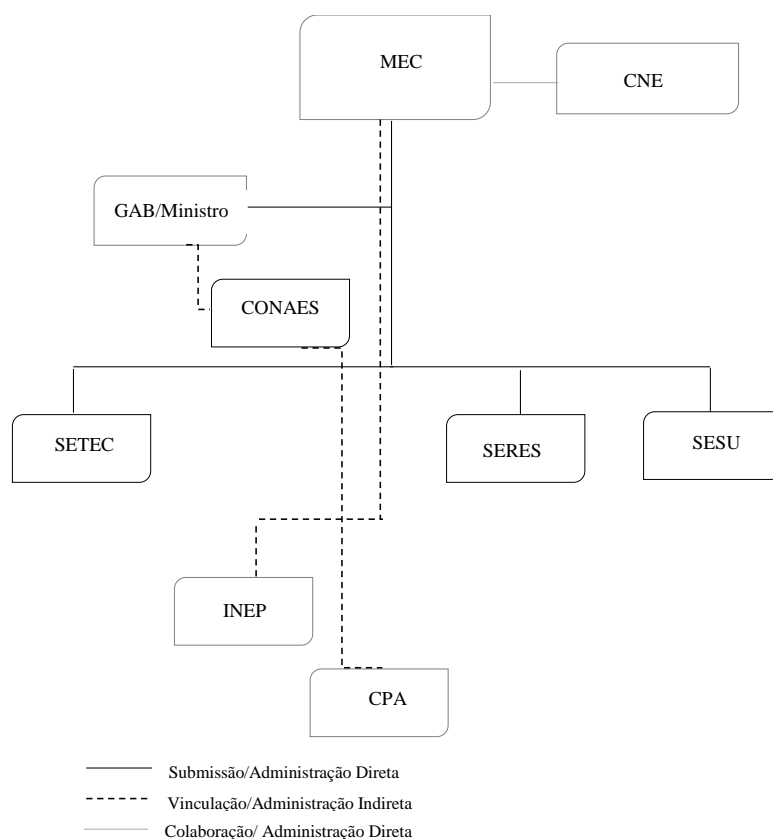 MEC
CNE
GAB/Ministro
CONAES
SETEC
SERES
SESU
INEP
CPA
Submissão/Administração Direta
Vinculação/Administração Indireta
Colaboração/ Administração Direta